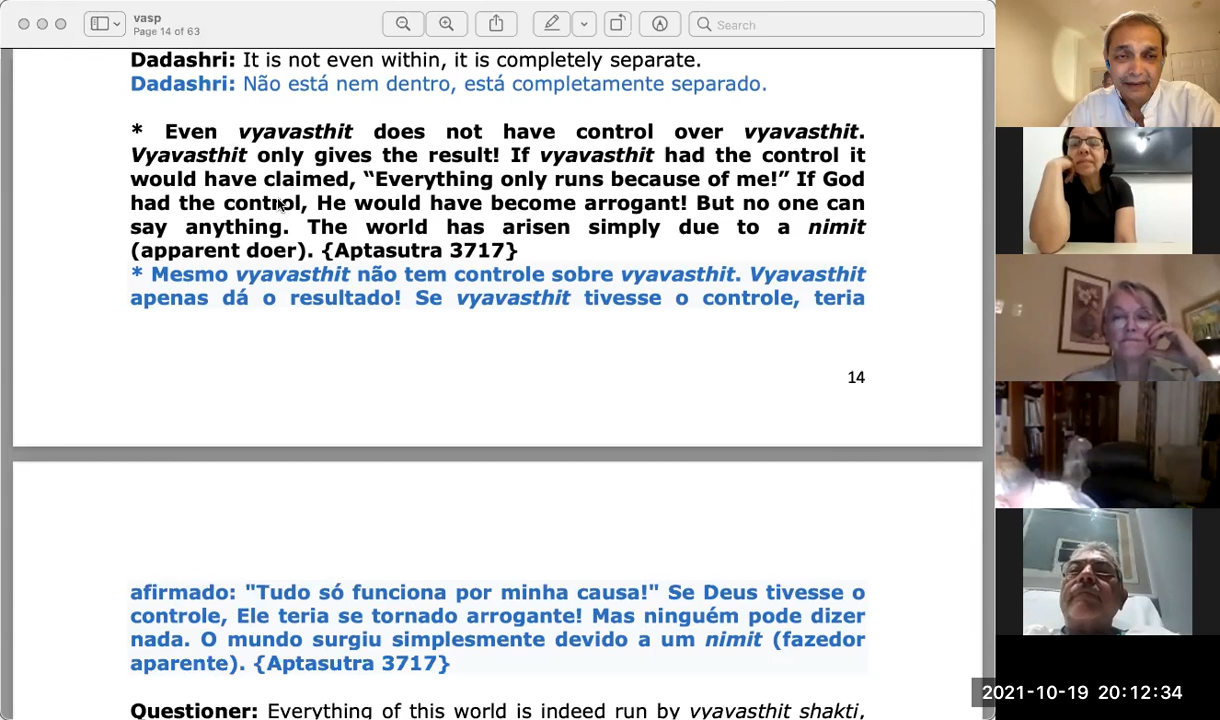 vasp
Page 14 of 63
Search
Dadashri: It is not even within, it is completely separate.
Dadashri: Não está nem dentro, está completamente separado.
* Even vyavasthit does not have control over vyavasthit.
Vyavasthit only gives the result! If vyavasthit had the control it
would have claimed, “Everything only runs because of me!” If God
had the control, He would have become arrogant! But no one can
say anything. The world has arisen simply due to a nimit
(apparent doer). {Aptasutra 3717}
* Mesmo vyavasthit não tem controle sobre vyavasthit. Vyavasthit
apenas dá o resultado! Se vyavasthit tivesse o controle, teria
14
afirmado: "Tudo só funciona por minha causa!" Se Deus tivesse o
controle, Ele teria se tornado arrogante! Mas ninguém pode dizer
nada. O mundo surgiu simplesmente devido a um nimit (fazedor
aparente). {Aptasutra 3717}
Questioner: Everything of this world is indeed run by vyavasthit shakti,
2021-10-19 20:12:34